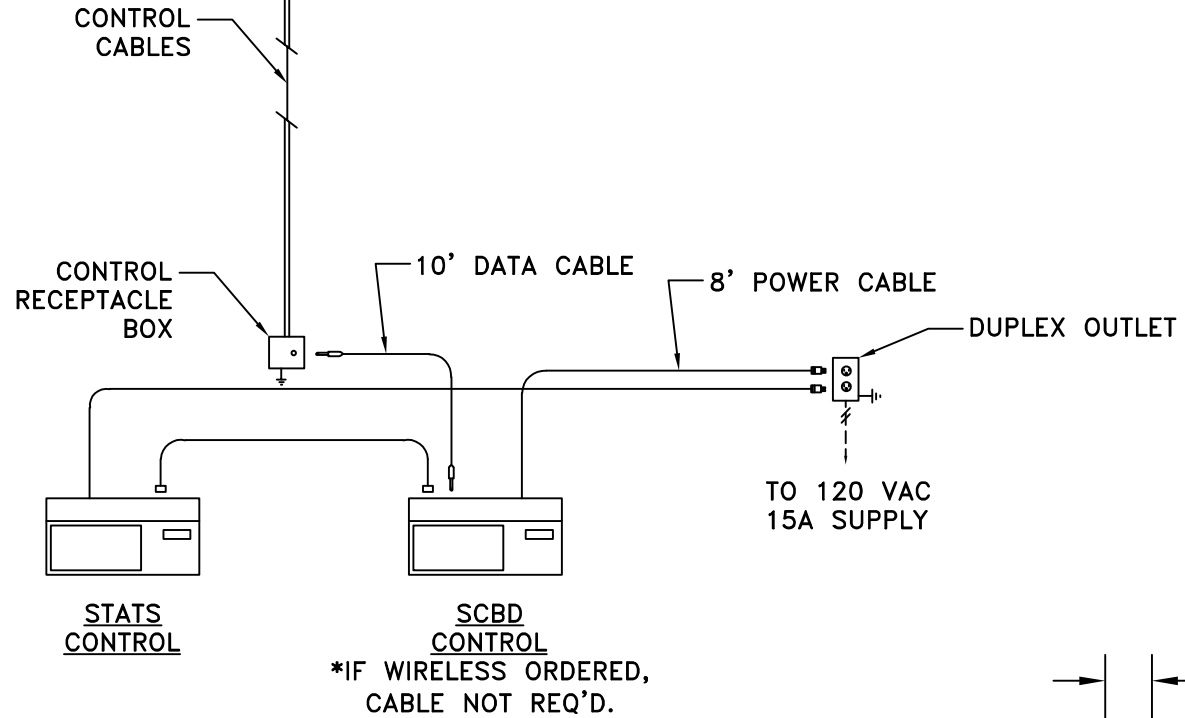 CONTROL
CABLES
CONTROL
RECEPTACLE
BOX
10' DATA CABLE
8' POWER CABLE
DUPLEX OUTLET
TO 120 VAC
15A SUPPLY
STATS
CONTROL
SCBD
CONTROL
*IF WIRELESS ORDERED,
CABLE NOT REQ'D.